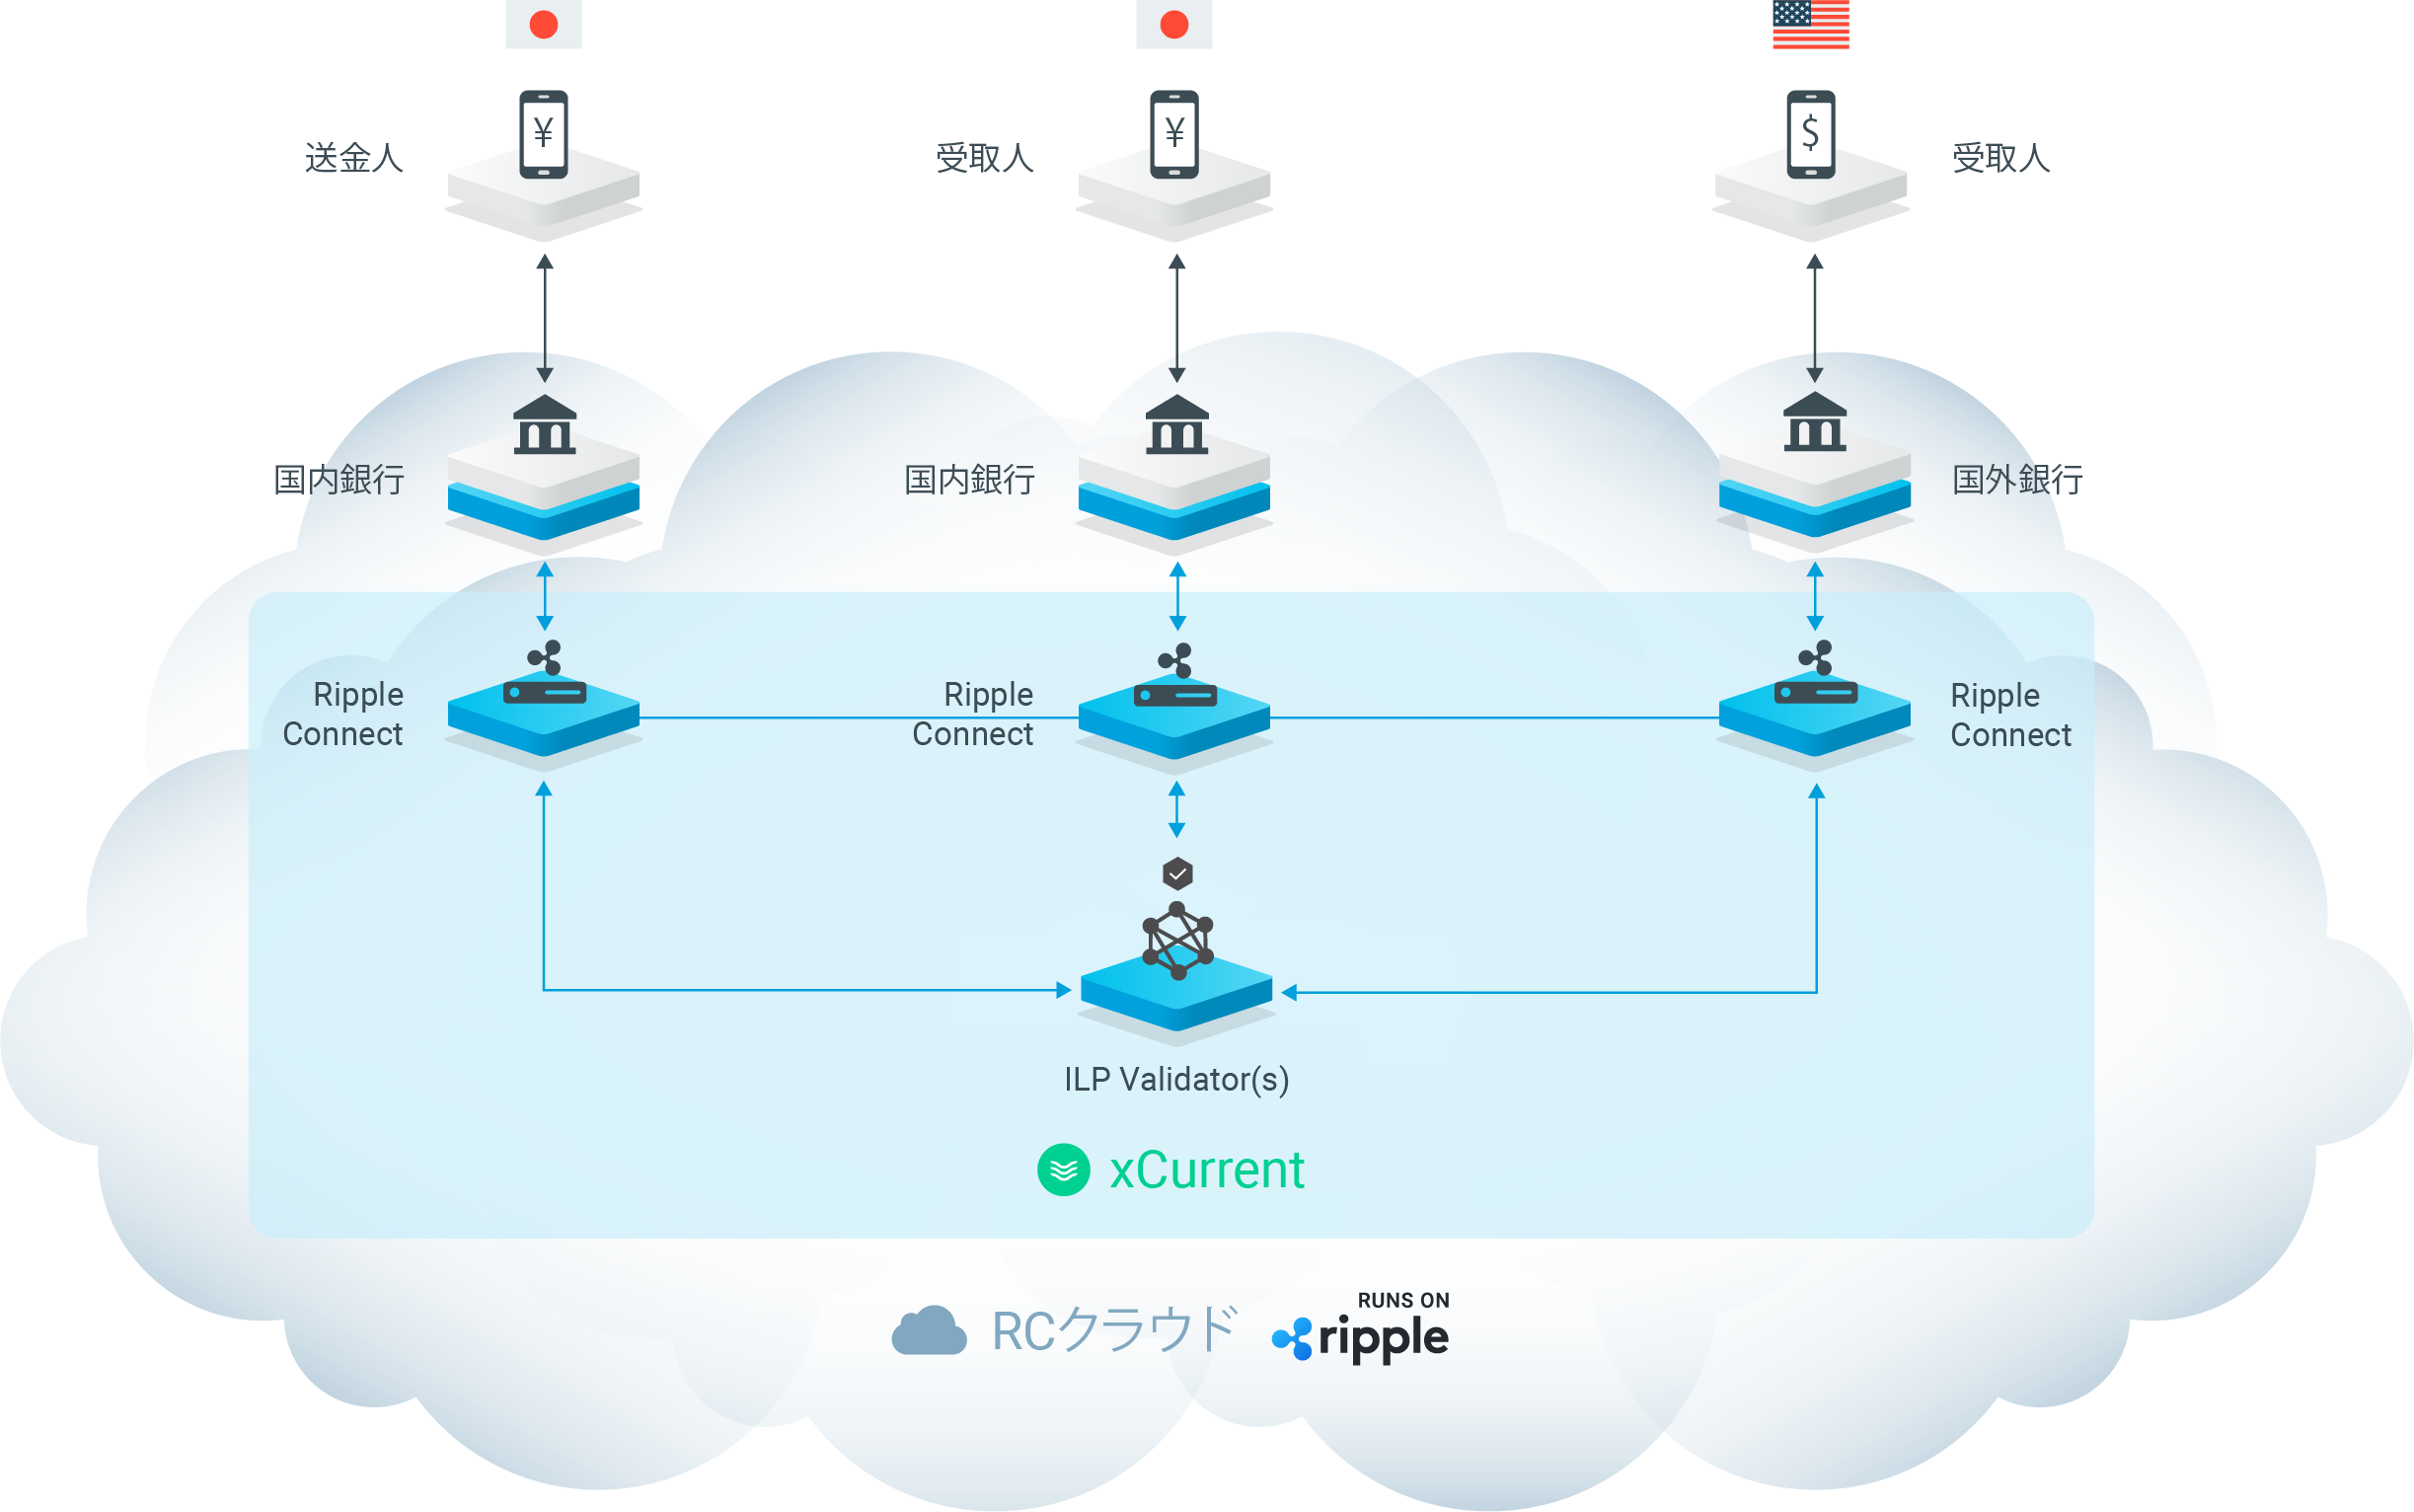 ¥
¥
$
送金人
受取人
受取人
国内銀行
国内銀行
国外銀行
Ripple
Connect
Ripple
Connect
Ripple
Connect
ILP Validator(s)
xCurrent
RCクラウド
RUNS ON
ripple